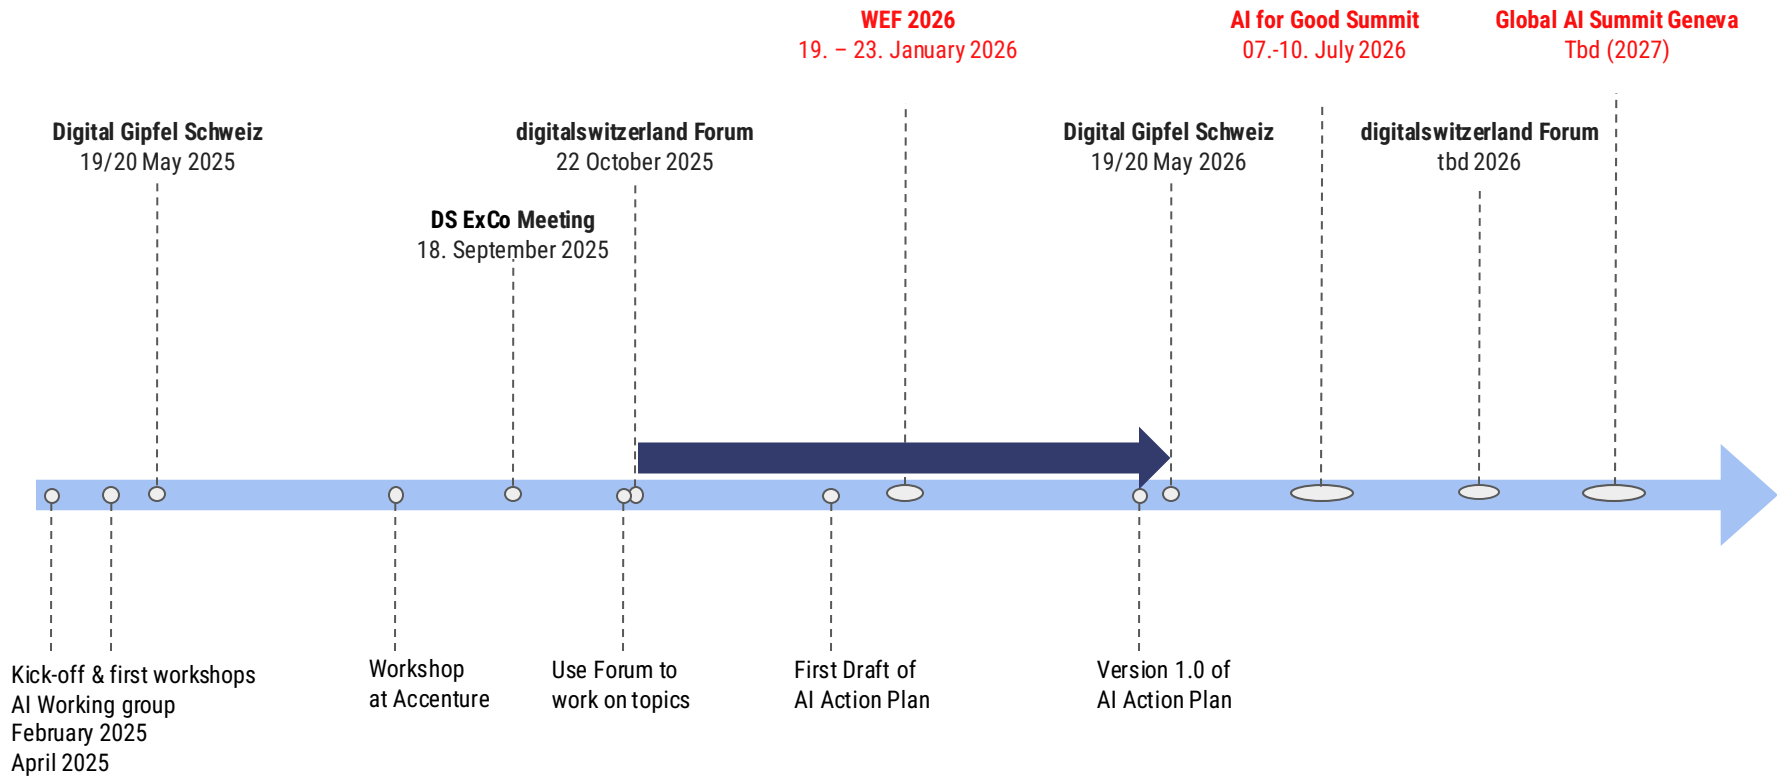 WEF 2026
19. – 23. January 2026
AI for Good Summit
07.-10. July 2026
Global AI Summit Geneva
Tbd (2027)
Digital Gipfel Schweiz
19/20 May 2025
digitalswitzerland Forum
22 October 2025
Digital Gipfel Schweiz
19/20 May 2026
digitalswitzerland Forum
tbd 2026
DS ExCo Meeting
18. September 2025
Kick-off & first workshops
AI Working group
February 2025
April 2025
Workshop
at Accenture
Use Forum to
work on topics
First Draft of
AI Action Plan
Version 1.0 of
AI Action Plan